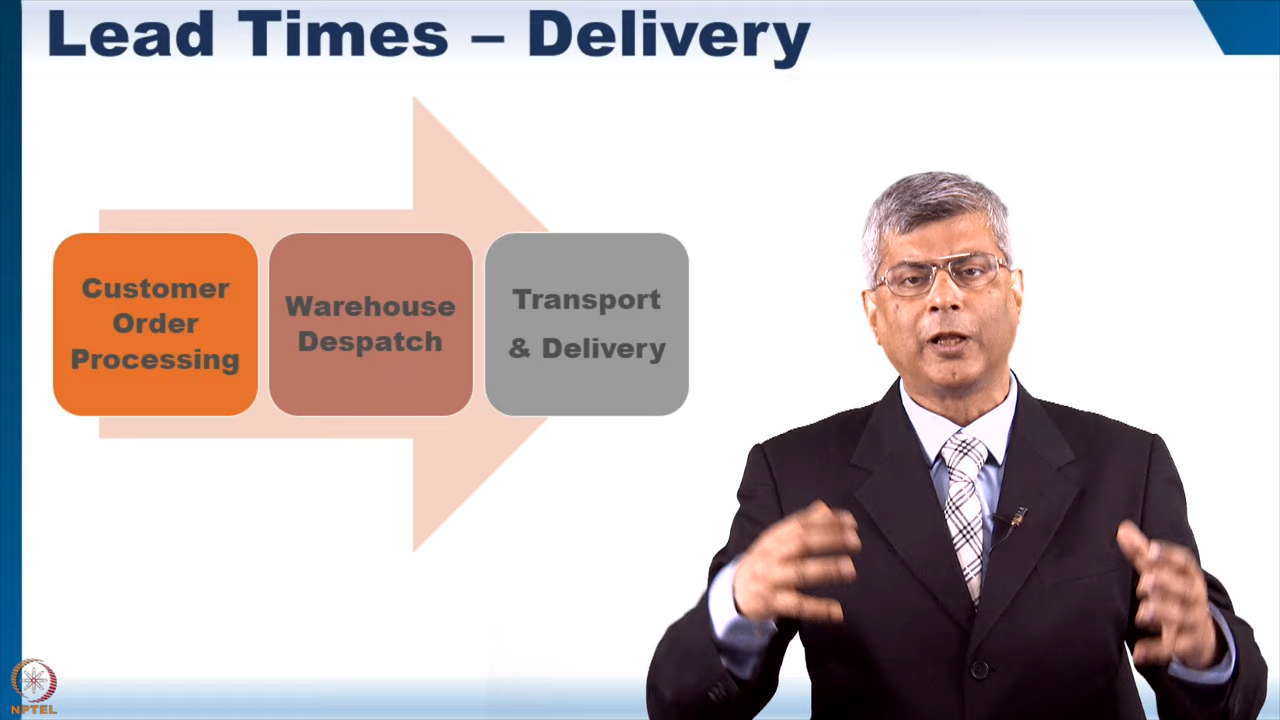 Lead Times – Delivery
Customer
Order
Processing
Warehouse
Despatch
Transport
& Delivery
NPTEL